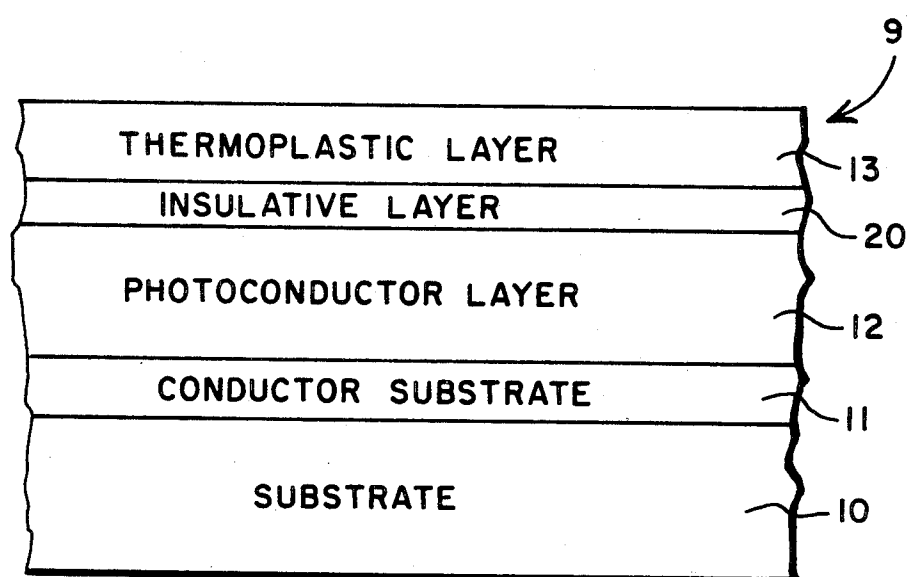 9
THERMOPLASTIC LAYER
13
INSULATIVE LAYER
20
PHOTOCONDUCTOR LAYER
12
CONDUCTOR SUBSTRATE
11
SUBSTRATE
10